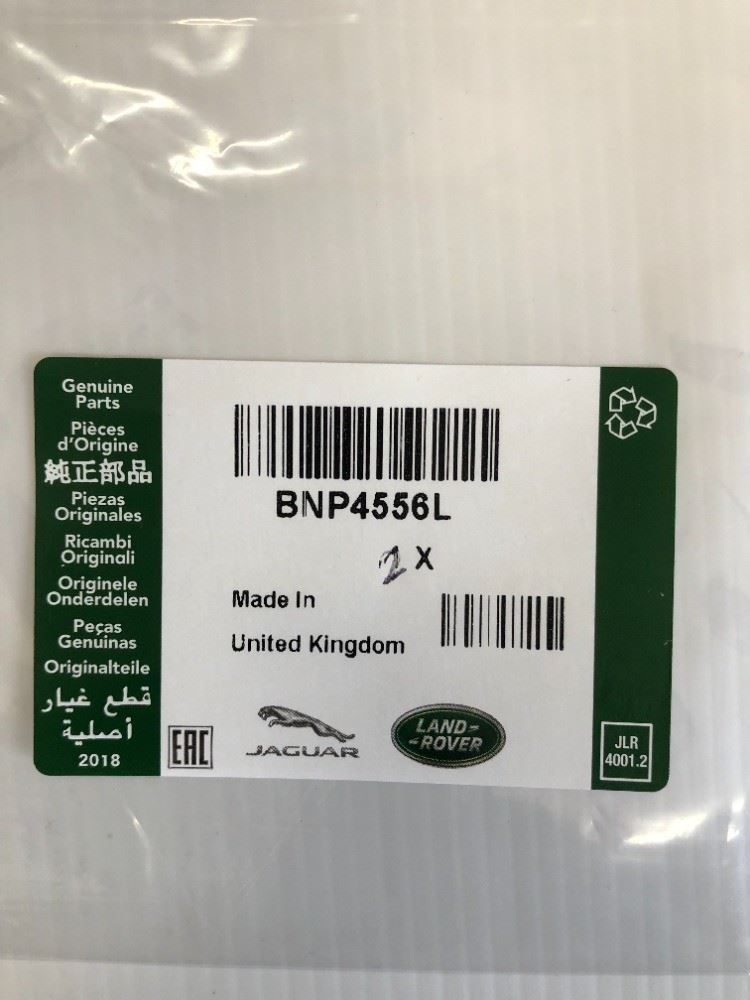 Genuine
Parts
Pièces
d'Origine
純正部品
Piezas
Originales
Ricambi
Originali
Originele
Onderdelen
Peças
Genuinas
Originalteile
قطع غيار
أصلية
2018
BNP4556L
2 X
Made In
United Kingdom
EAC
JAGUAR
LAND-
-ROVER
JLR
4001.2